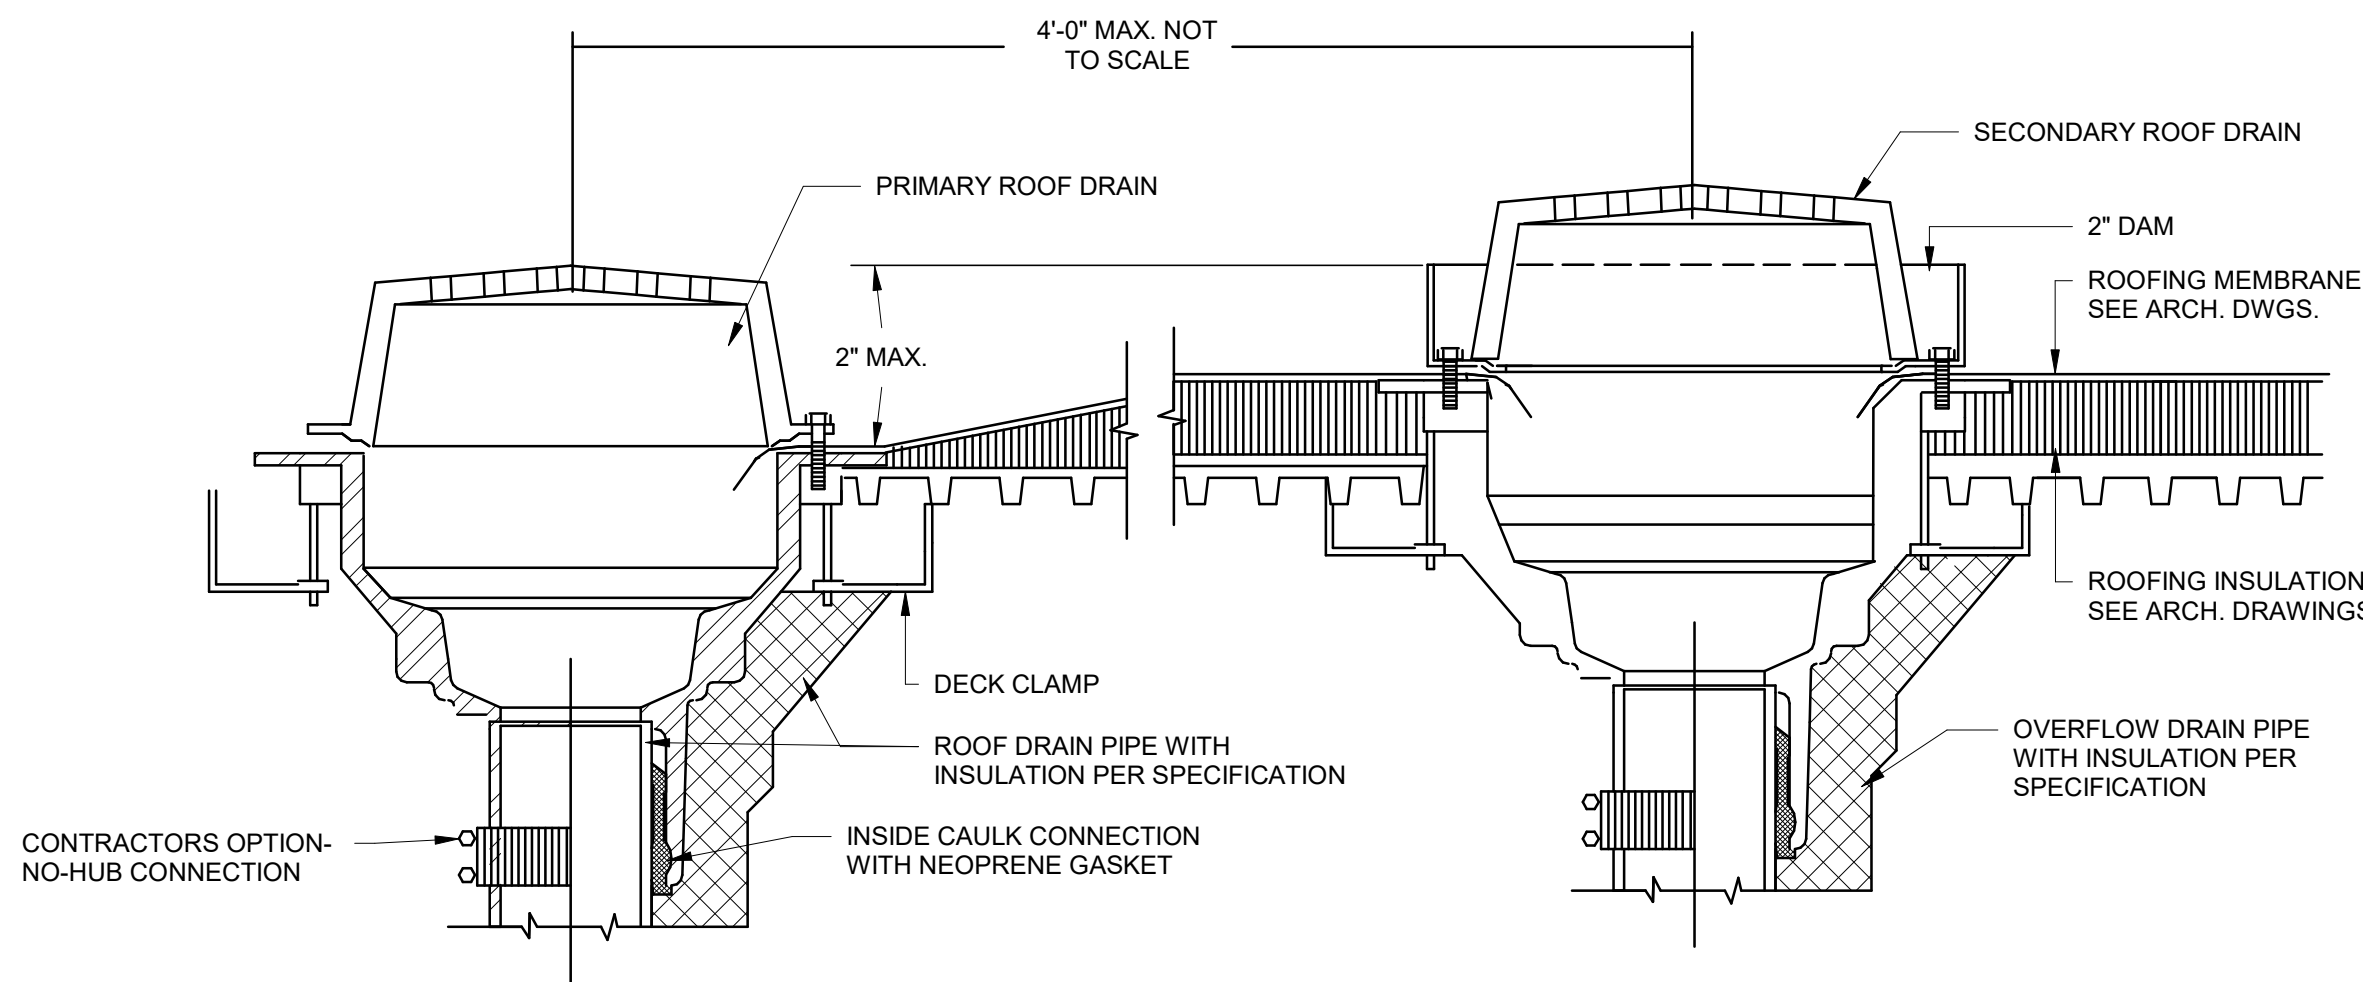 4'-0" MAX. NOT
TO SCALE
SECONDARY ROOF DRAIN
PRIMARY ROOF DRAIN
2" DAM
ROOFING MEMBRANE
SEE ARCH. DWGS.
2" MAX.
ROOFING INSULATION
SEE ARCH. DRAWINGS
DECK CLAMP
ROOF DRAIN PIPE WITH
INSULATION PER SPECIFICATION
OVERFLOW DRAIN PIPE
WITH INSULATION PER
SPECIFICATION
CONTRACTORS OPTION-
NO-HUB CONNECTION
INSIDE CAULK CONNECTION
WITH NEOPRENE GASKET